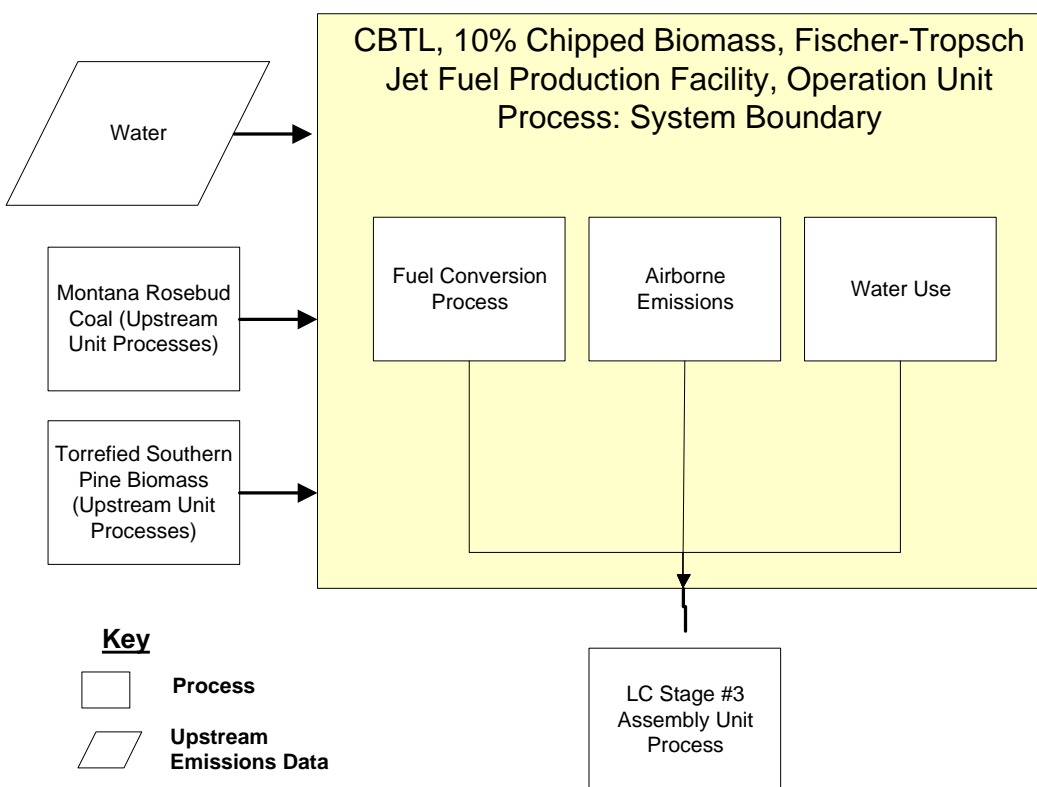 CBTL, 10% Chipped Biomass, Fischer-Tropsch
Jet Fuel Production Facility, Operation Unit
Process: System Boundary
Water
Montana Rosebud
Coal (Upstream
Unit Processes)
Torrefied Southern
Pine Biomass
(Upstream Unit
Processes)
Fuel Conversion
Process
Airborne
Emissions
Water Use
Key
Process
Upstream
Emissions Data
LC Stage #3
Assembly Unit
Process